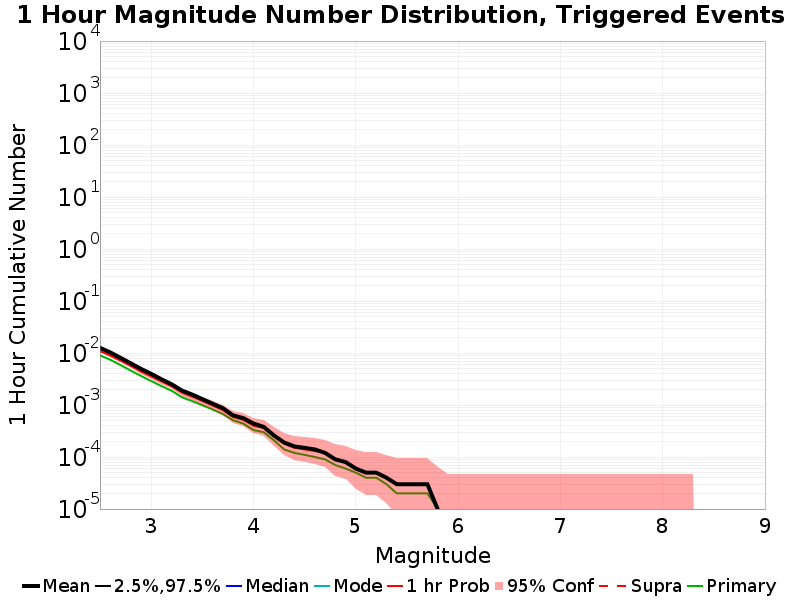 1 Hour Magnitude Number Distribution, Triggered Events
10^4
10^3
10^2
10^1
10^0
10^-1
10^-2
10^-3
10^-4
10^-5
1 Hour Cumulative Number
3 4 5 6 7 8 9
Magnitude
Mean 2.5%,97.5% Median Mode 1 hr Prob 95% Conf Supra Primary